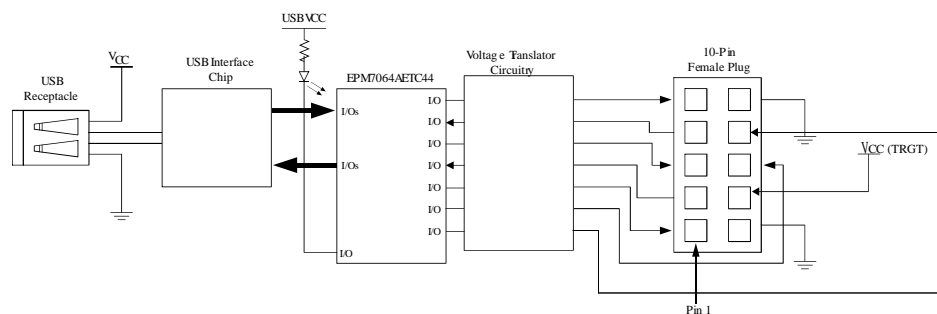 USB VCC
10-Pin
Female Plug
Voltage Translator
Circuitry
VCC
USB Interface
Chip
EPM7064AETC44
USB
Receptacle
I/Os
I/Os
I/O
I/O
I/O
I/O
I/O
I/O
I/O
I/O
VCC (TRGT)
Pin 1